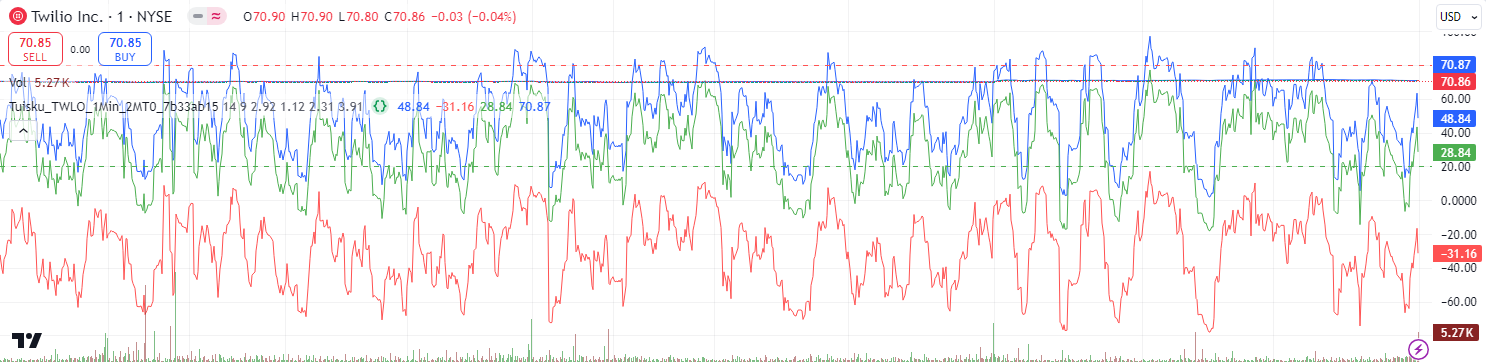 Twilio Inc. · 1 · NYSE O70.90 H70.90 L70.80 C70.86 −0.03 (−0.04%)
USD
70.85 SELL 0.00 70.85 BUY
Vol 5.27 K
Tuisku_TWLO_1Min_2MT0_7b33ab15 14 9 2.92 1.12 2.31 3.91 48.84 −31.16 28.84 70.87
70.87
70.86
60.00
48.84
40.00
28.84
20.00
0.0000
−20.00
−31.16
−40.00
−60.00
5.27 K